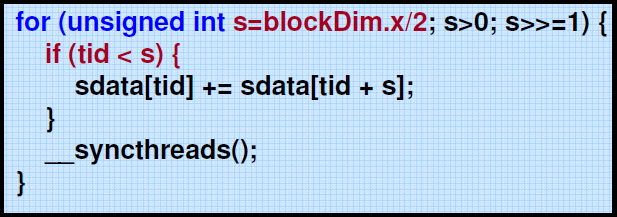 for (unsigned int s=blockDim.x/2; s>0; s>>=1) {
if (tid < s) {
sdata[tid] += sdata[tid + s];
}
__syncthreads();
}